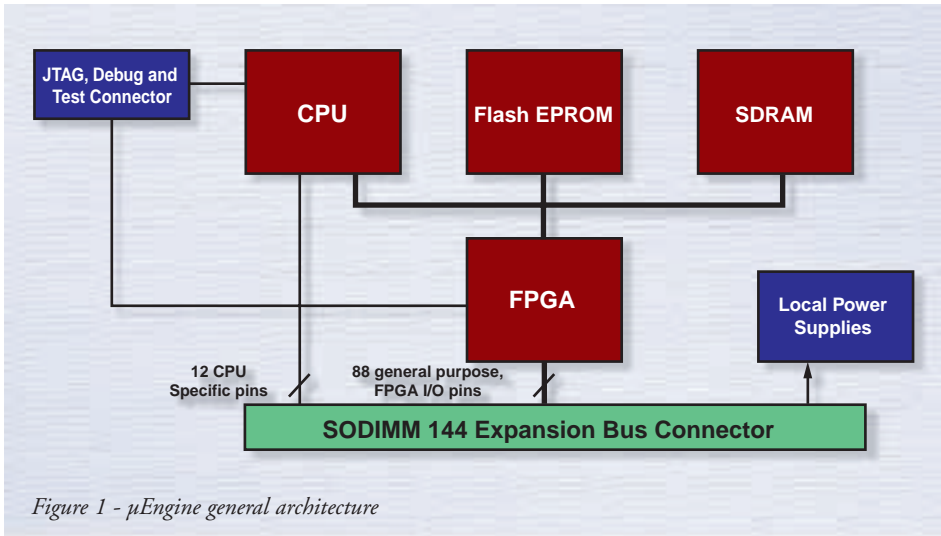 JTAG, Debug and
Test Connector
CPU
Flash EPROM
SDRAM
FPGA
Local Power
Supplies
12 CPU
Specific pins
88 general purpose,
FPGA I/O pins
SODIMM 144 Expansion Bus Connector
Figure 1 - µEngine general architecture